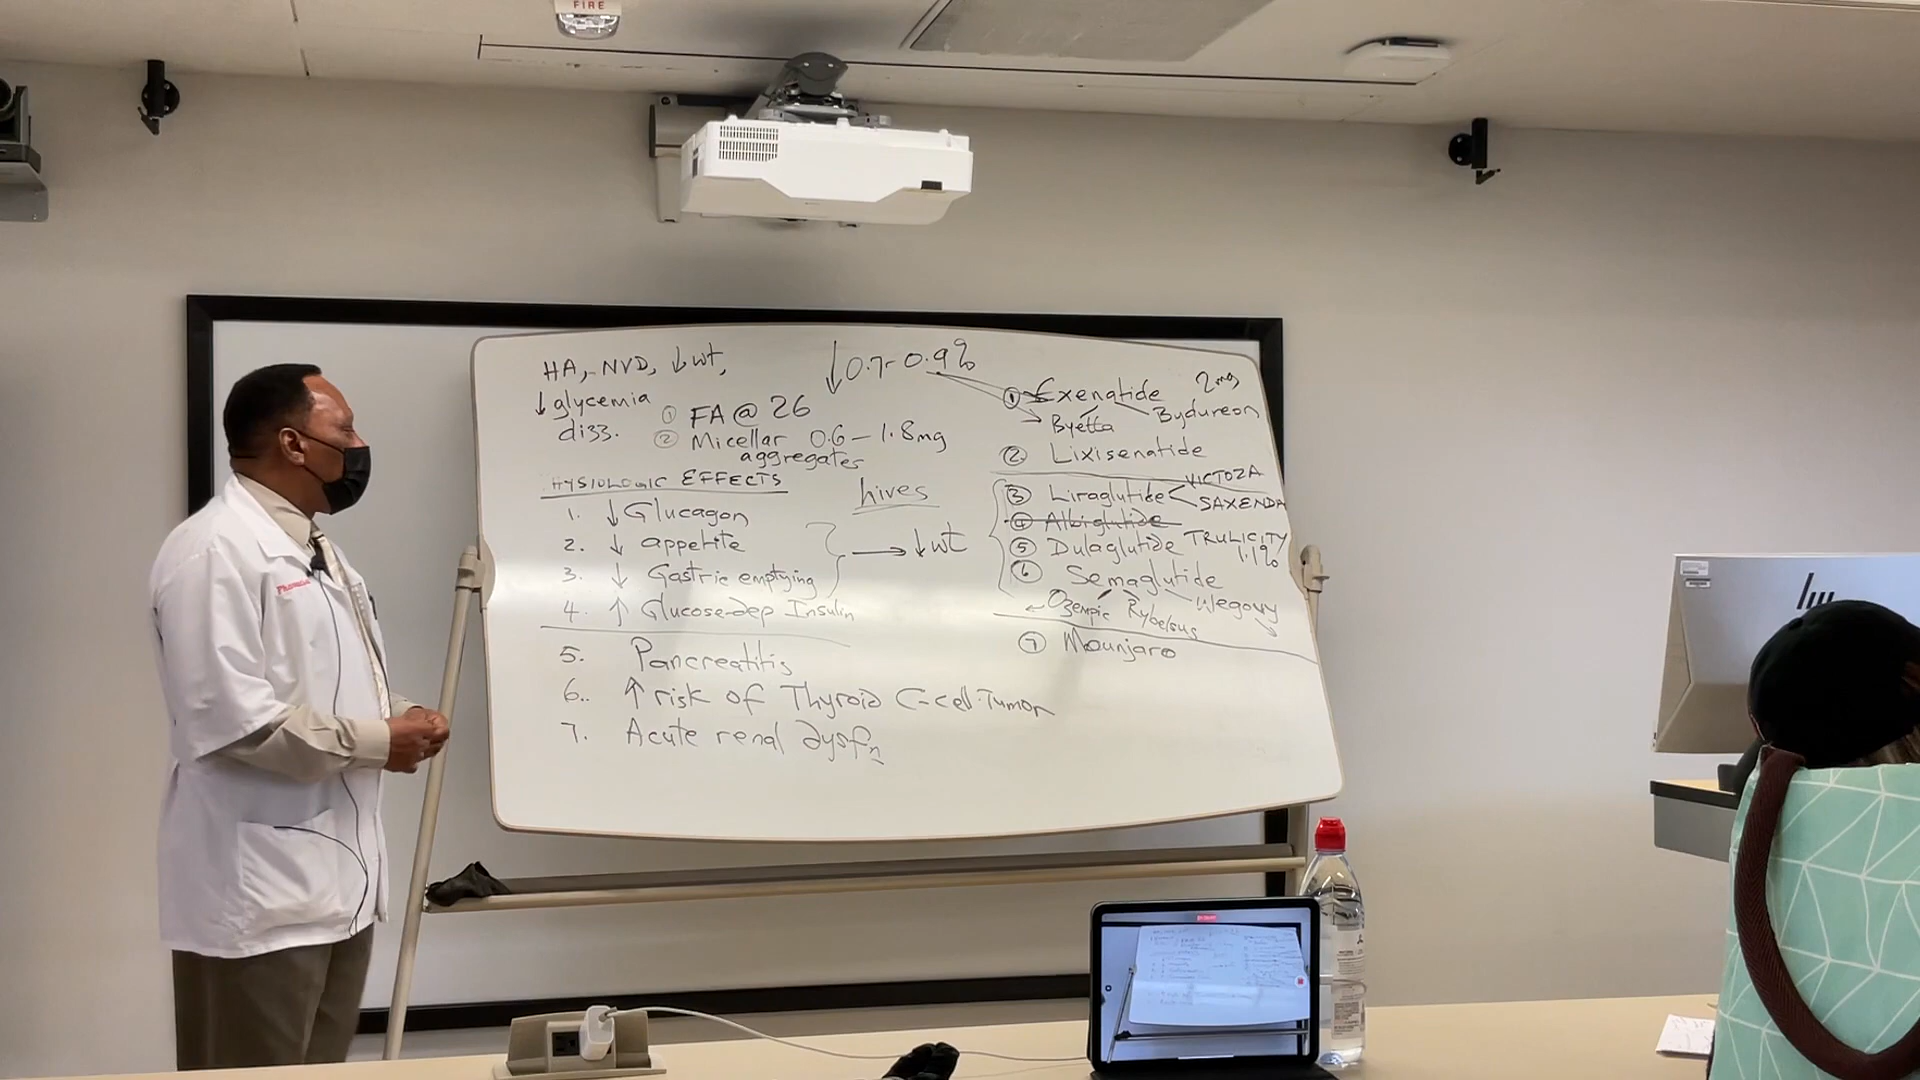 FIRE
HA, NVD, ↓wt,
↓glycemia
dizz.
↓0.7-0.9%
① FA @ 26
② Micellar 0.6 – 1.8mg
aggregates
HYSIOLOGIC EFFECTS
hives
1. ↓ Glucagon
2. ↓ appetite
3. ↓ Gastric emptying
4. ↑ Glucose-dep Insulin
→ ↓wt
5. Pancreatitis
6. ↑ risk of Thyroid C-cell Tumor
7. Acute renal dysfn
① Exenatide 2mg
Byetta Bydureon
② Lixisenatide
③ Liraglutide VICTOZA
SAXENDA
④ Albiglutide
⑤ Dulaglutide TRULICITY
1.1%
⑥ Semaglutide
← Ozempic Rybelsus Wegovy
⑦ Mounjaro
hp